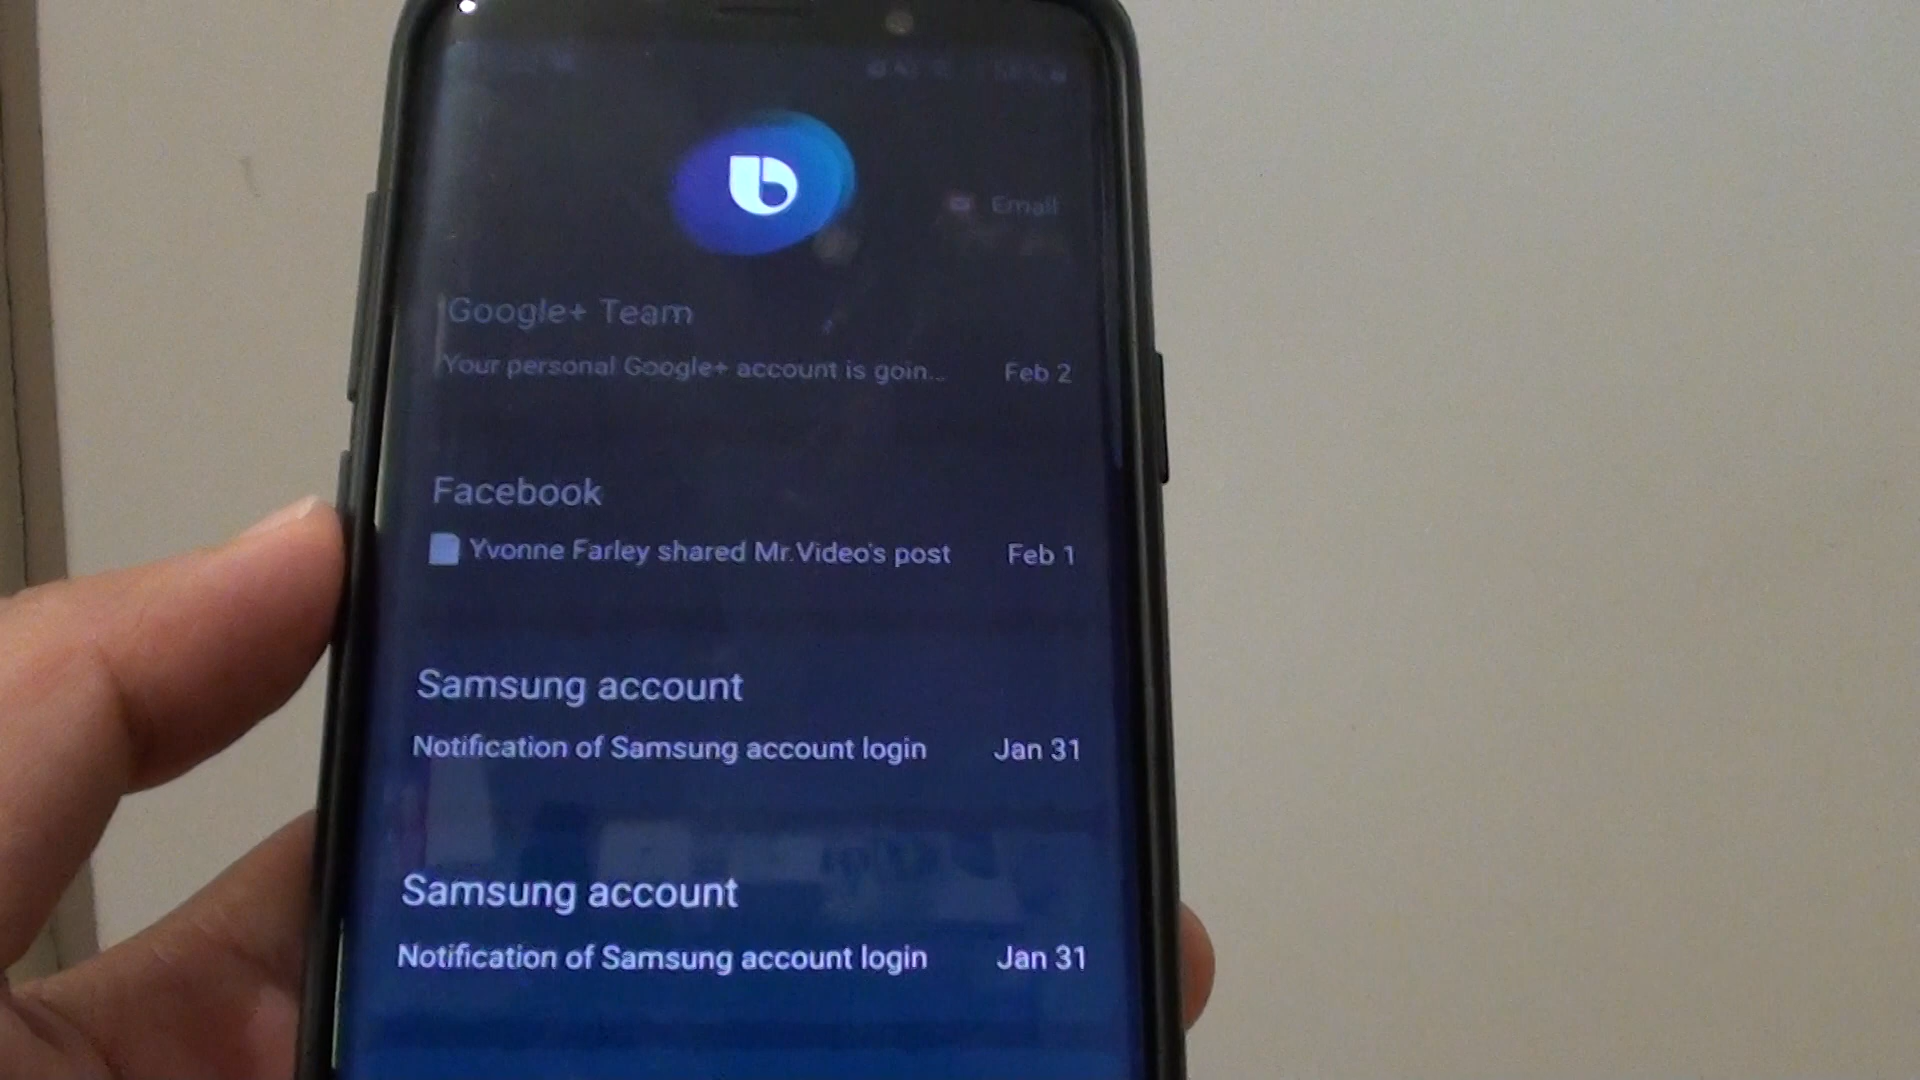 Email
Google+ Team
Your personal Google+ account is goin... Feb 2
Facebook
Yvonne Farley shared Mr.Video's post Feb 1
Samsung account
Notification of Samsung account login Jan 31
Samsung account
Notification of Samsung account login Jan 31